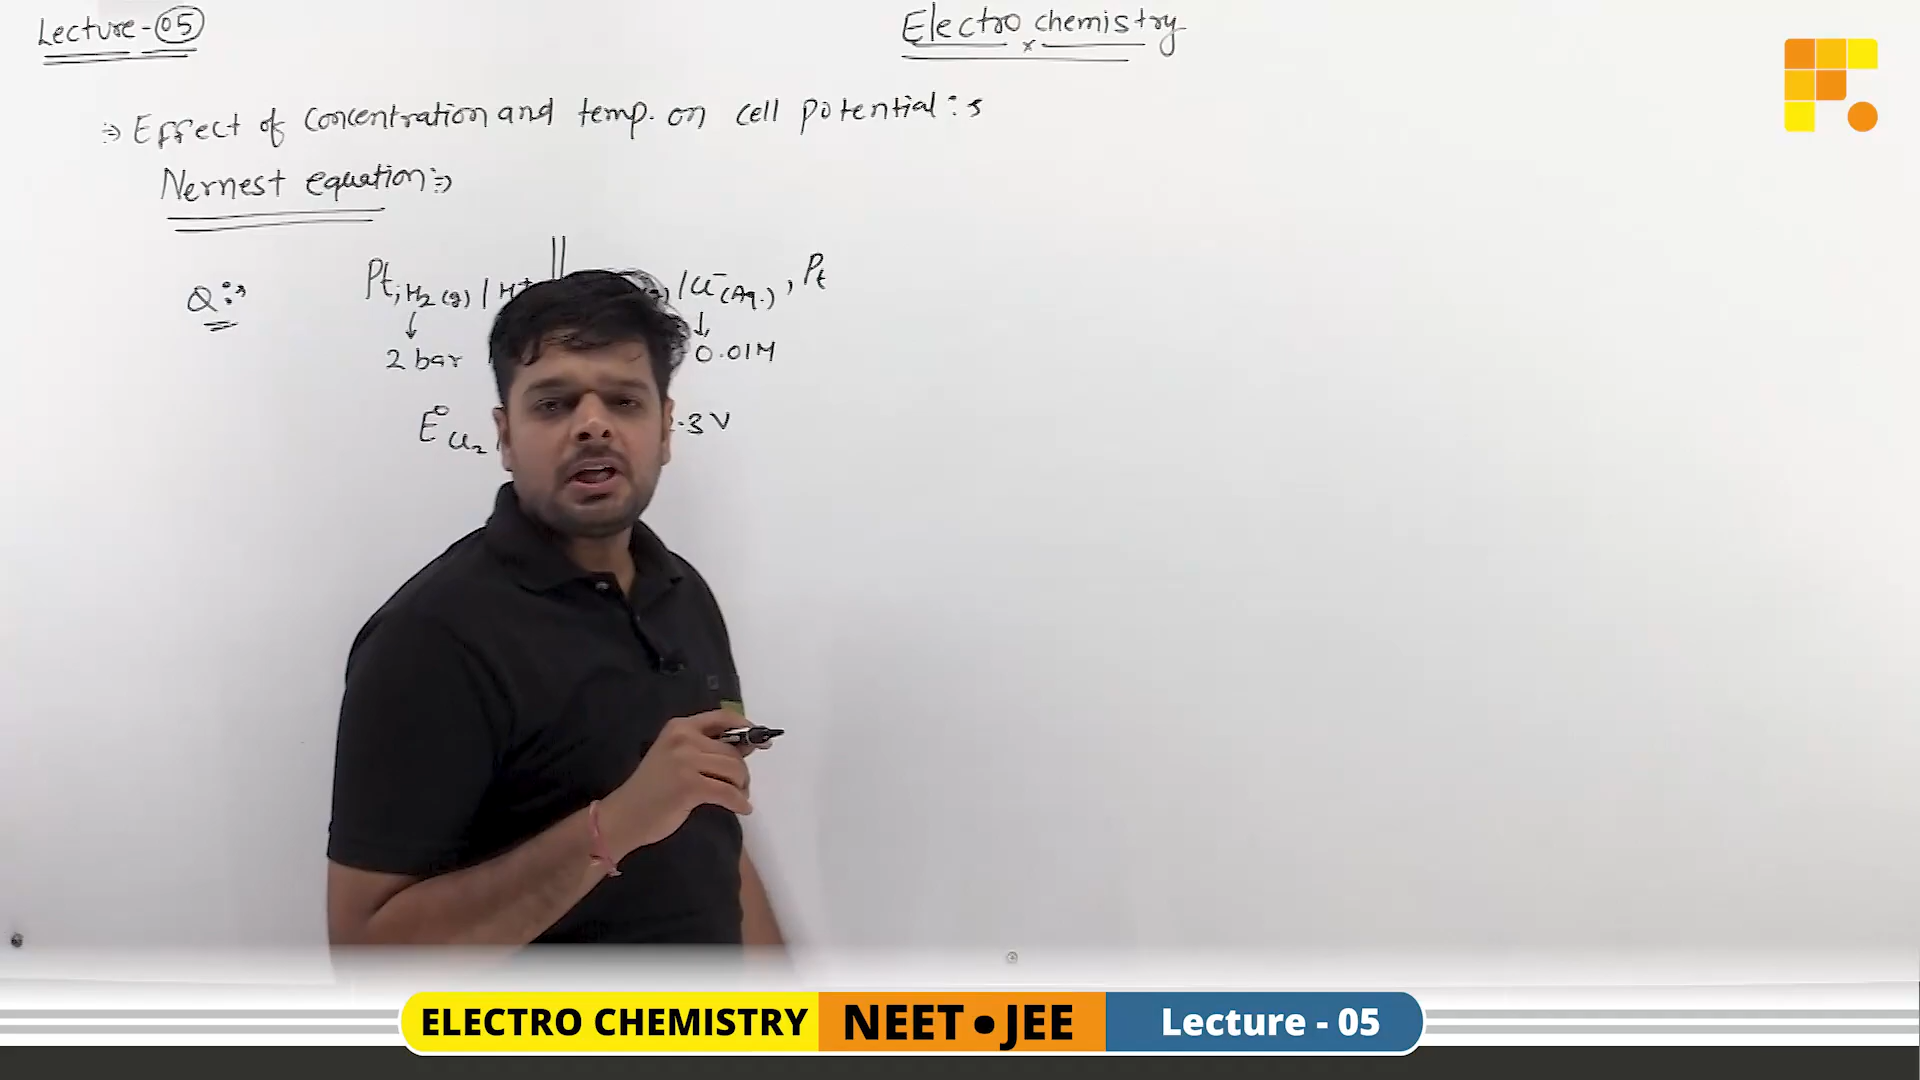 Lecture-05
Electro chemistry
⇒ Effect of concentration and temp. on cell potential:
Nernest equation:
Q: Pt, H2(g) / H+ || / Cl-(Aq.), Pt
2 bar 0.01M
E° Cl2 .3 V
ELECTRO CHEMISTRY NEET • JEE Lecture - 05